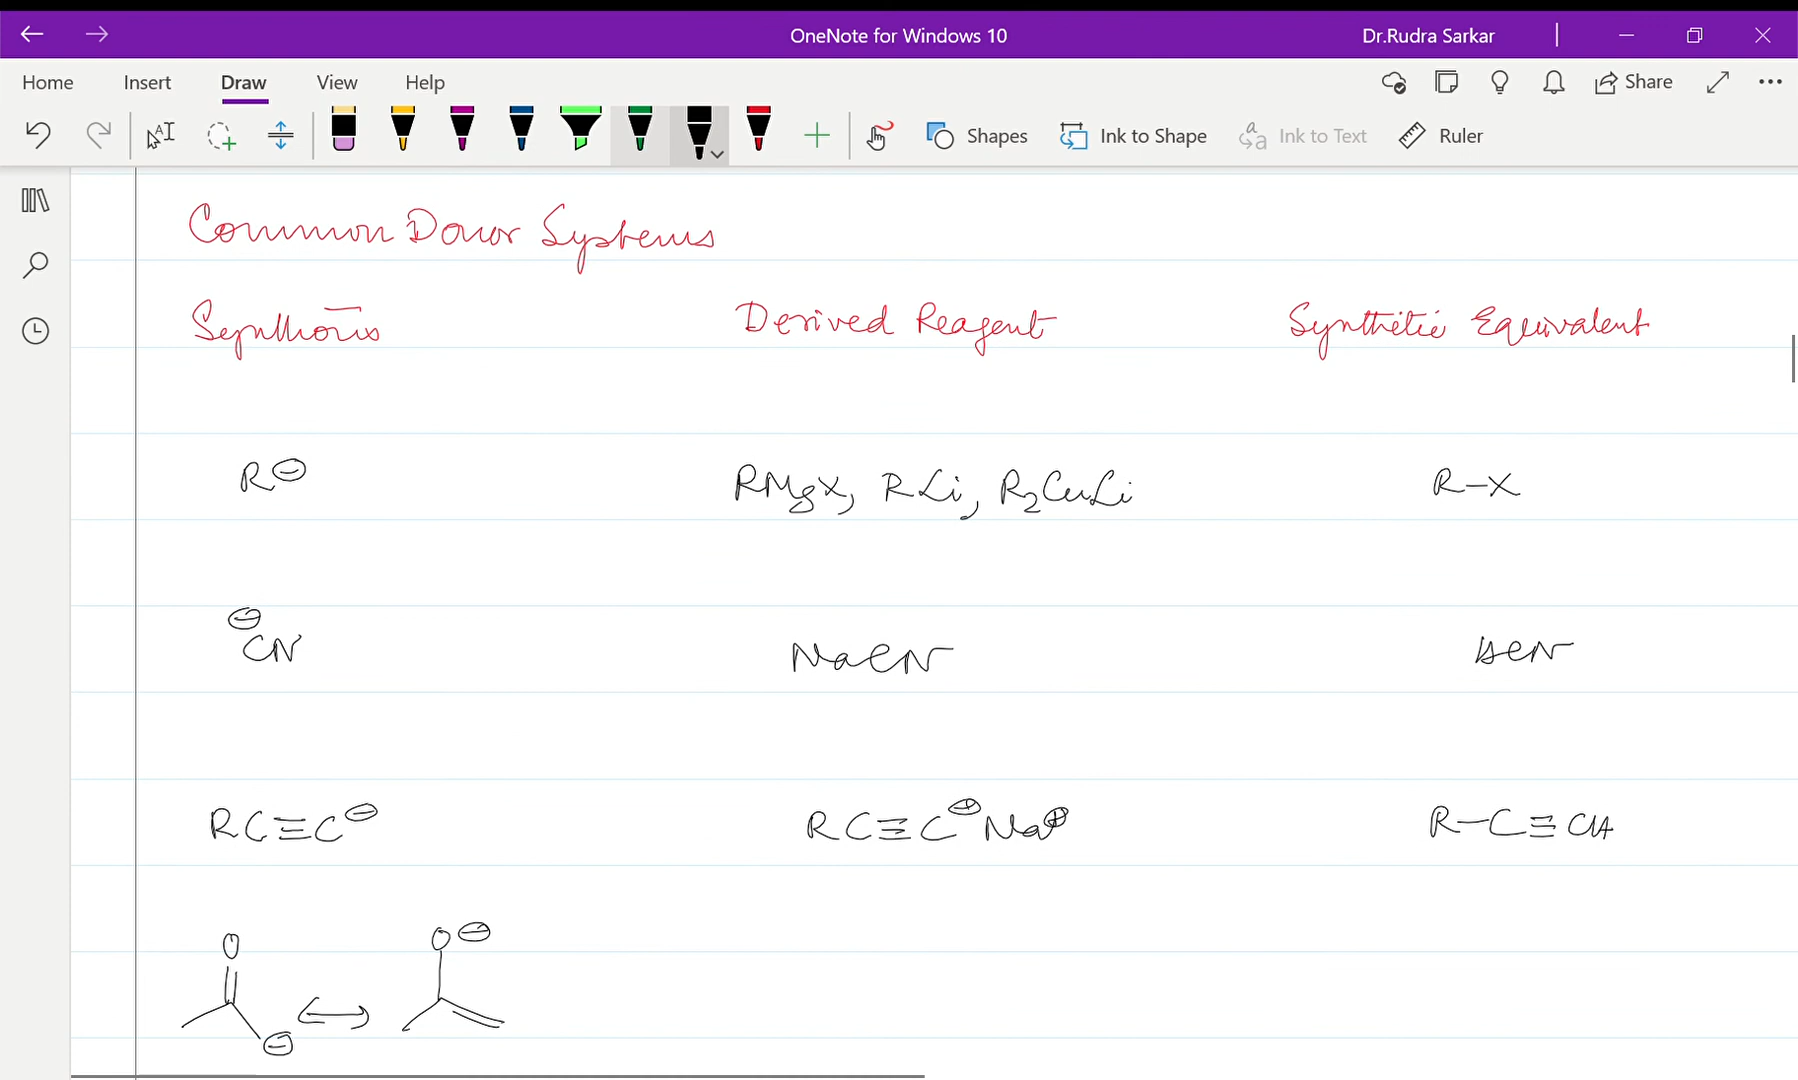 OneNote for Windows 10 Dr.Rudra Sarkar
Home Insert Draw View Help Share
Shapes Ink to Shape Ink to Text Ruler
Common Donor Systems
Synthons Derived Reagent Synthetic Equivalent
R⊖ RMgX, RLi, R₂CuLi R-X
⊖
CN NaCN HCN
RC≡C⊖ RC≡C⊖Na⊕ R-C≡CH
O O⊖
⟷
⊖